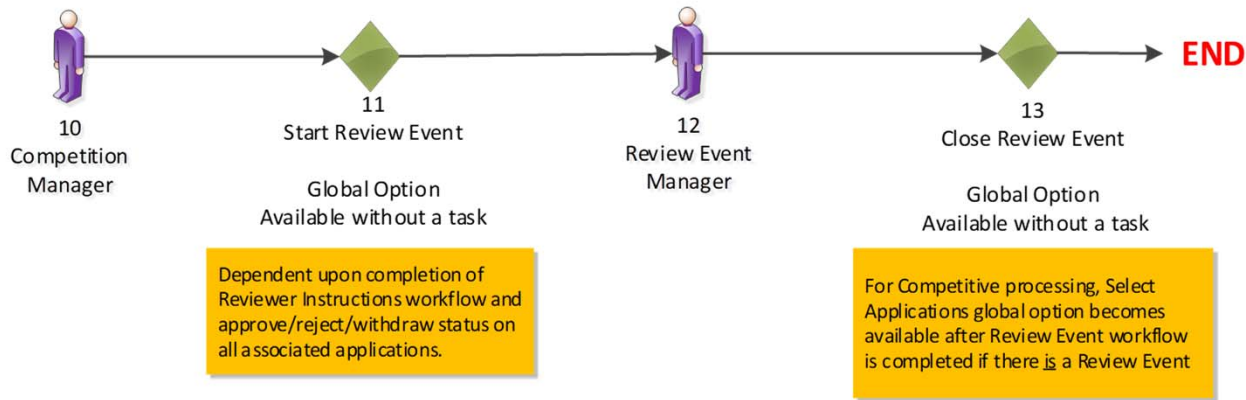 END
10
Competition
Manager
11
Start Review Event
Global Option
Available without a task
Dependent upon completion of
Reviewer Instructions workflow and
approve/reject/withdraw status on
all associated applications.
12
Review Event
Manager
13
Close Review Event
Global Option
Available without a task
For Competitive processing, Select
Applications global option becomes
available after Review Event workflow
is completed if there is a Review Event